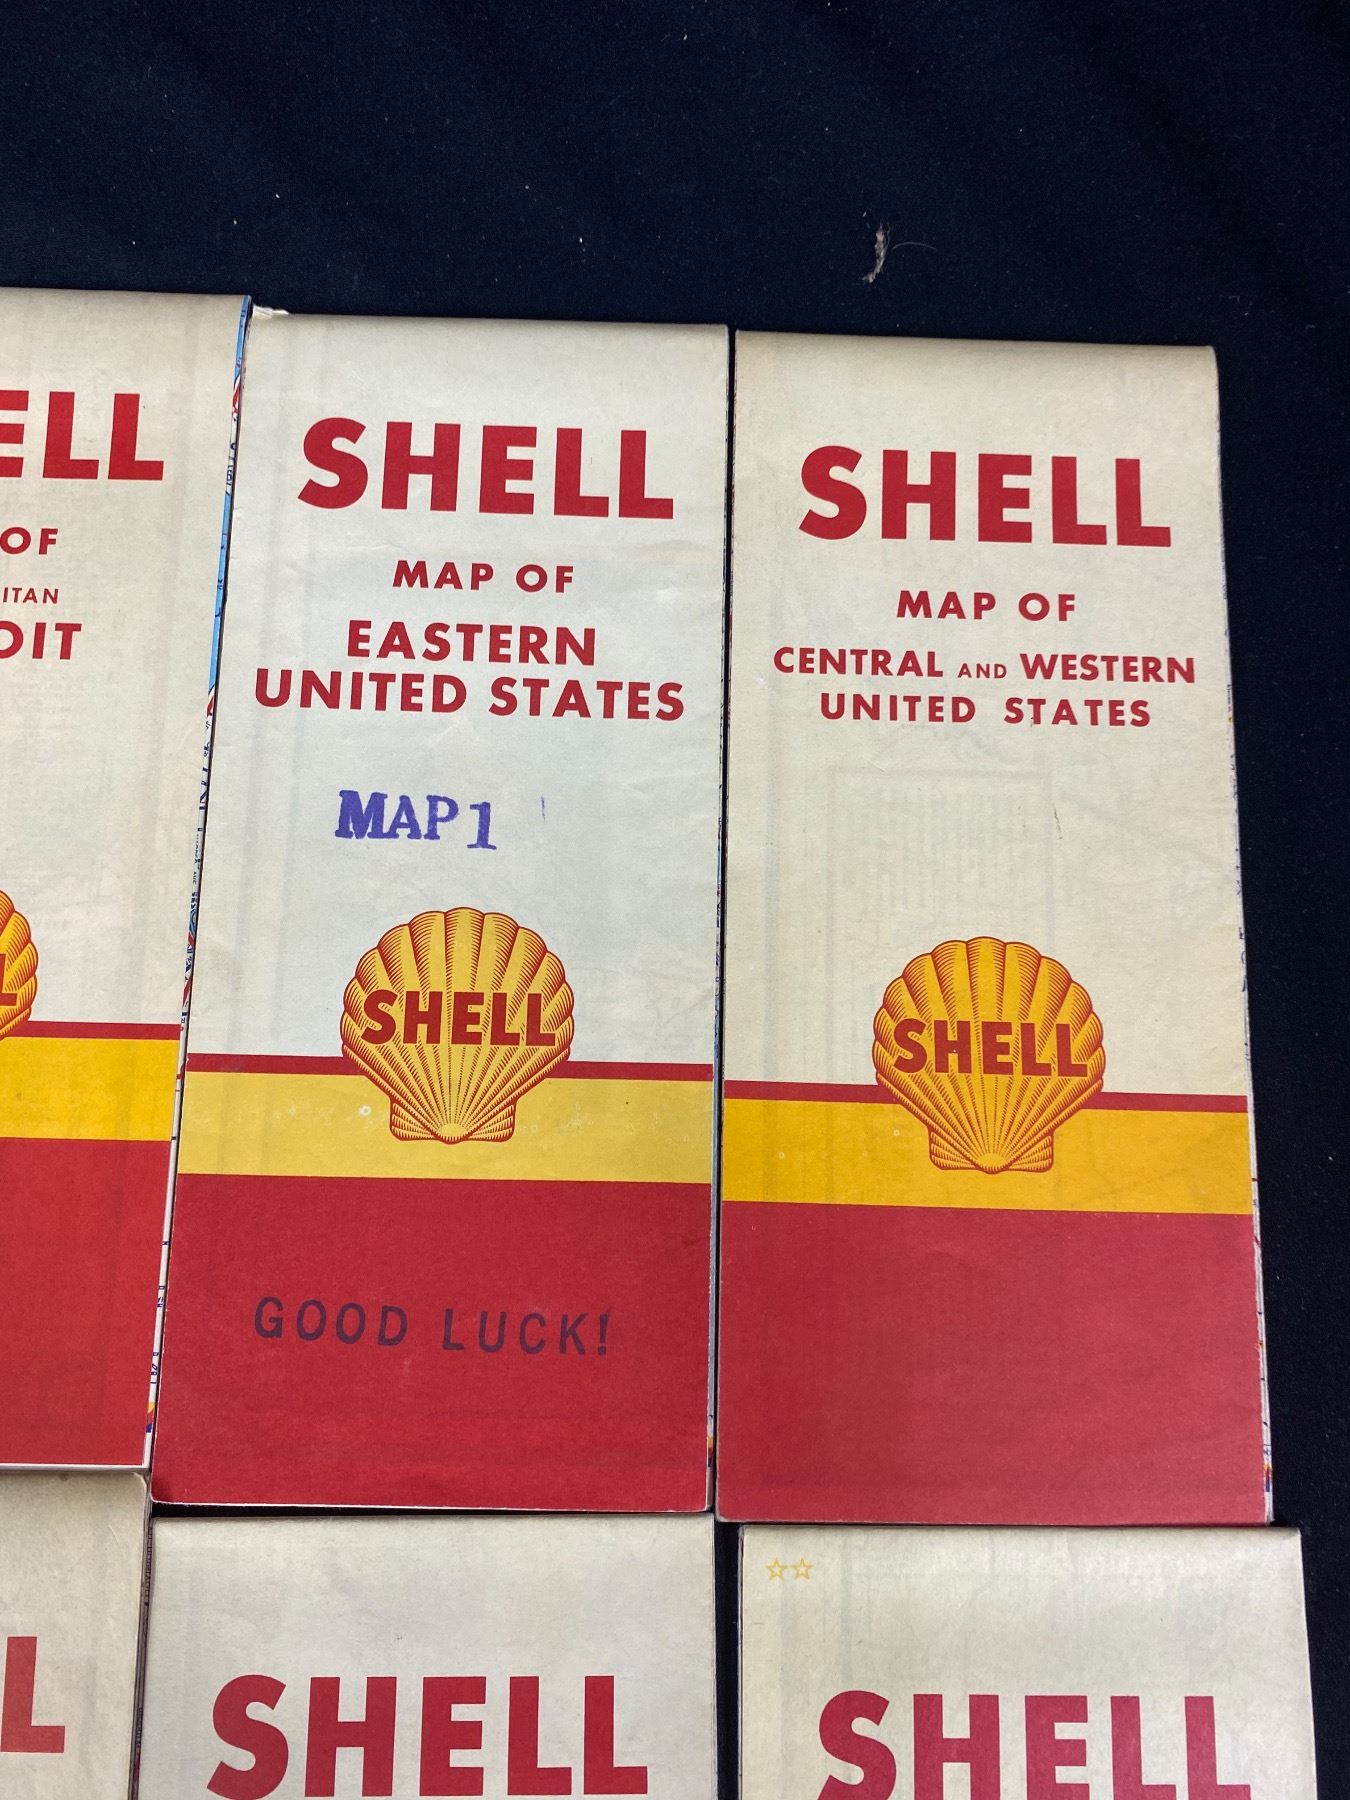 ELL
OF
ITAN
OIT
SHELL
MAP OF
EASTERN
UNITED STATES
MAP 1
SHELL
GOOD LUCK!
SHELL
MAP OF
CENTRAL AND WESTERN
UNITED STATES
SHELL
L
SHELL
SHELL